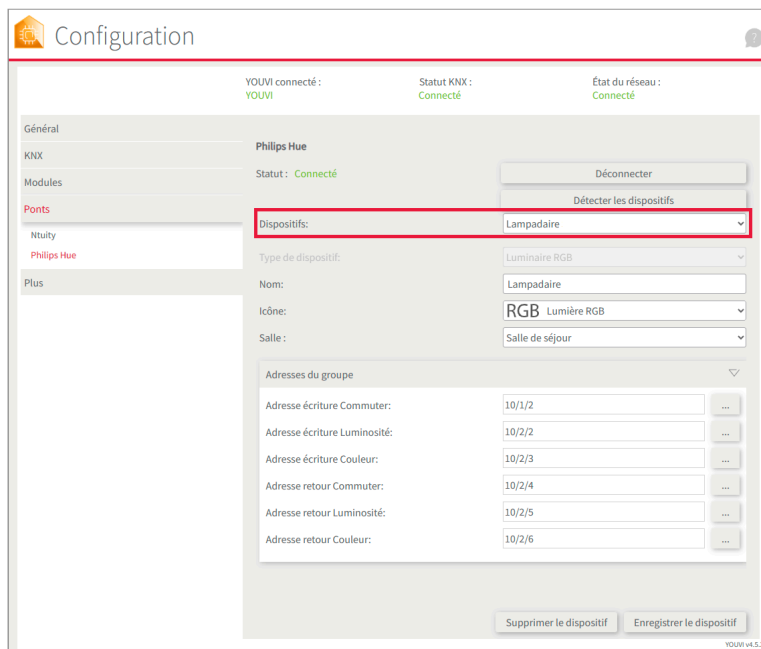 Configuration
?
YOUVI connecté : Statut KNX : État du réseau :
YOUVI Connecté Connecté
Général
KNX
Modules
Ponts
Ntuity
Philips Hue
Plus
Philips Hue
Statut : Connecté Déconnecter
Détecter les dispositifs
Dispositifs: Lampadaire
Type de dispositif: Luminaire RGB
Nom: Lampadaire
Icône: RGB Lumière RGB
Salle : Salle de séjour
Adresses du groupe
Adresse écriture Commuter: 10/1/2 ...
Adresse écriture Luminosité: 10/2/2 ...
Adresse écriture Couleur: 10/2/3 ...
Adresse retour Commuter: 10/2/4 ...
Adresse retour Luminosité: 10/2/5 ...
Adresse retour Couleur: 10/2/6 ...
Supprimer le dispositif Enregistrer le dispositif
YOUVI